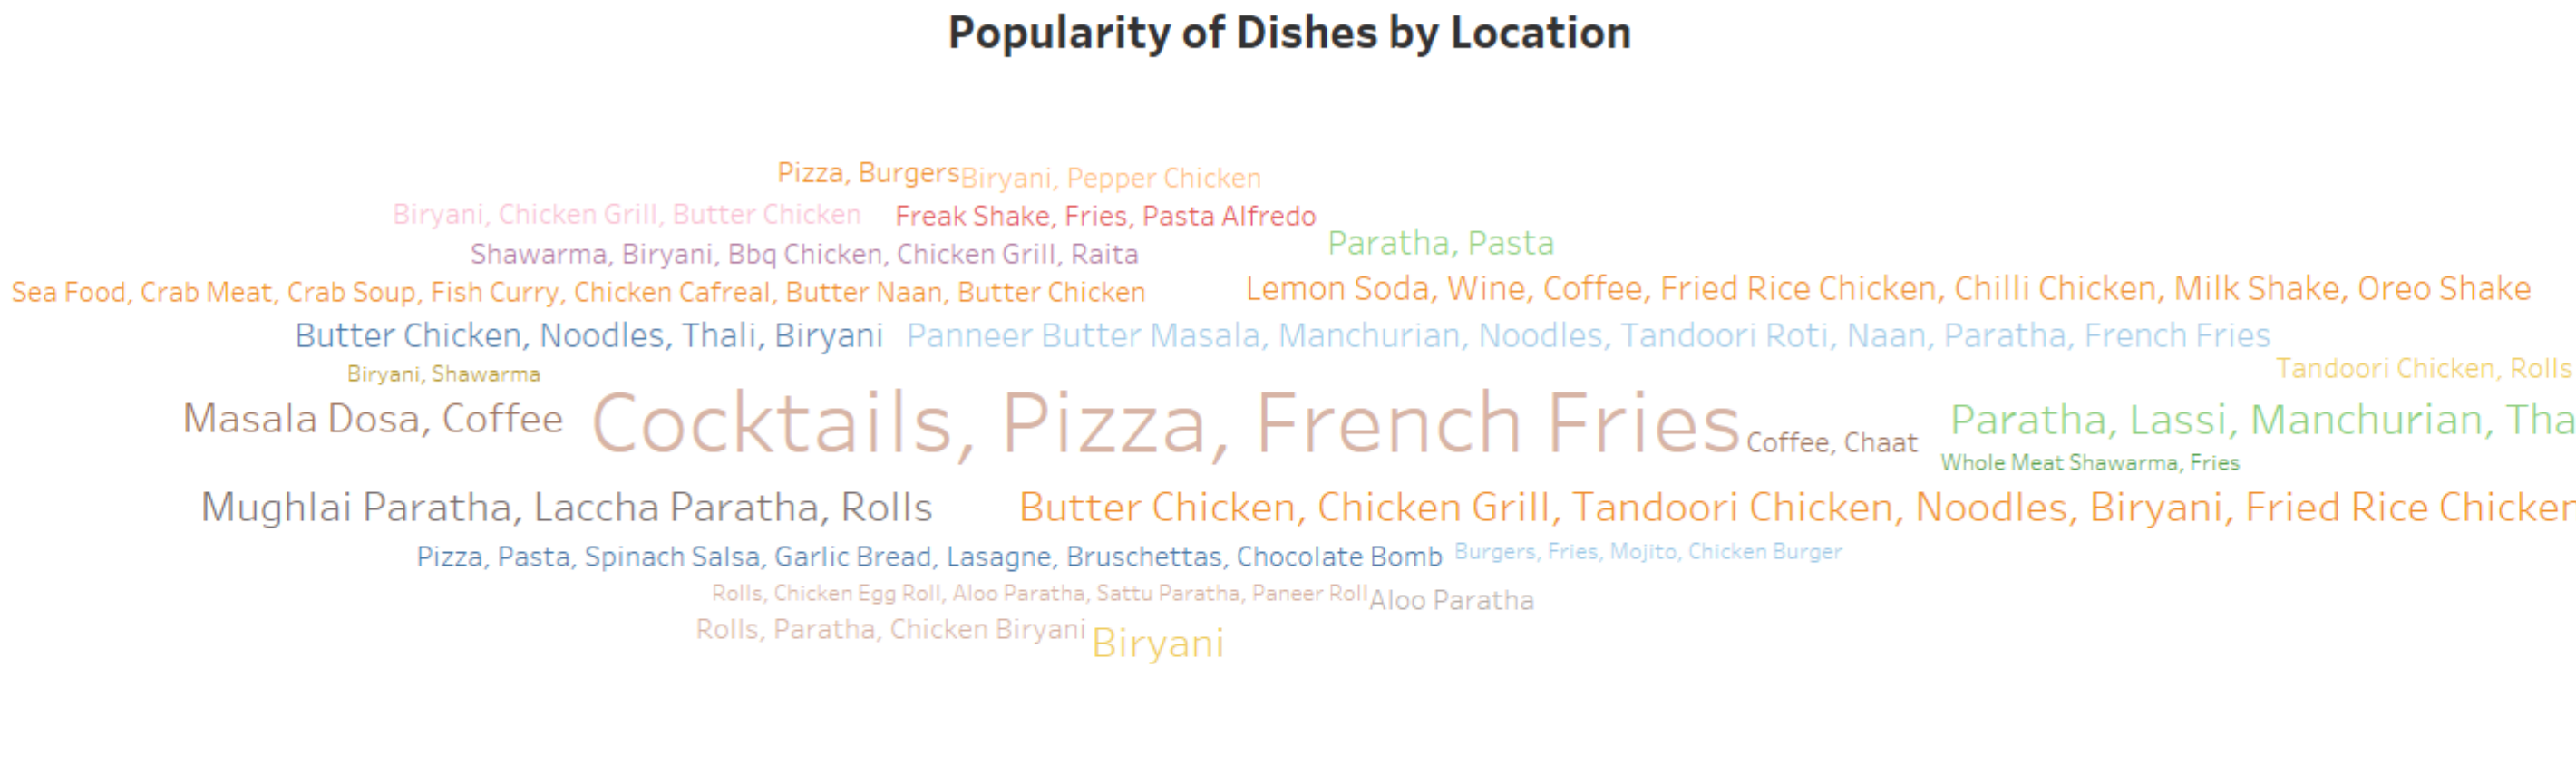 Popularity of Dishes by Location
Pizza, Burgers
Biryani, Pepper Chicken
Biryani, Chicken Grill, Butter Chicken
Freak Shake, Fries, Pasta Alfredo
Shawarma, Biryani, Bbq Chicken, Chicken Grill, Raita
Paratha, Pasta
Sea Food, Crab Meat, Crab Soup, Fish Curry, Chicken Cafreal, Butter Naan, Butter Chicken
Lemon Soda, Wine, Coffee, Fried Rice Chicken, Chilli Chicken, Milk Shake, Oreo Shake
Butter Chicken, Noodles, Thali, Biryani
Panneer Butter Masala, Manchurian, Noodles, Tandoori Roti, Naan, Paratha, French Fries
Biryani, Shawarma
Tandoori Chicken, Rolls
Masala Dosa, Coffee
Cocktails, Pizza, French Fries
Coffee, Chaat
Paratha, Lassi, Manchurian, Tha
Whole Meat Shawarma, Fries
Mughlai Paratha, Laccha Paratha, Rolls
Butter Chicken, Chicken Grill, Tandoori Chicken, Noodles, Biryani, Fried Rice Chicken
Pizza, Pasta, Spinach Salsa, Garlic Bread, Lasagne, Bruschettas, Chocolate Bomb
Burgers, Fries, Mojito, Chicken Burger
Rolls, Chicken Egg Roll, Aloo Paratha, Sattu Paratha, Paneer Roll
Aloo Paratha
Rolls, Paratha, Chicken Biryani
Biryani